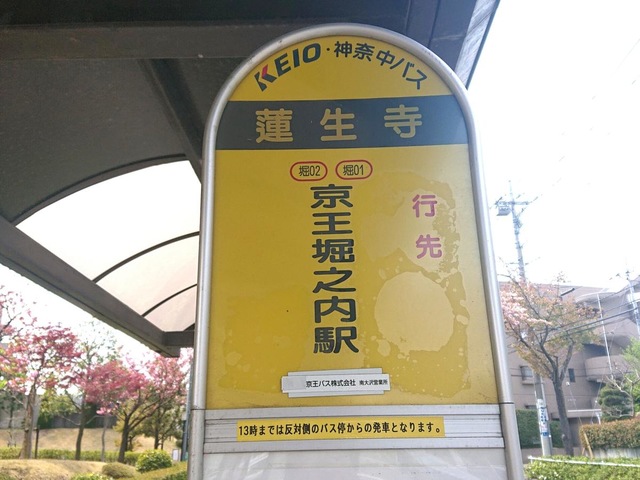 KEIO・神奈中バス
蓮生寺
堀02 堀01
行先
京王堀之内駅
京王バス株式会社 南大沢営業所
13時までは反対側のバス停からの発車となります。